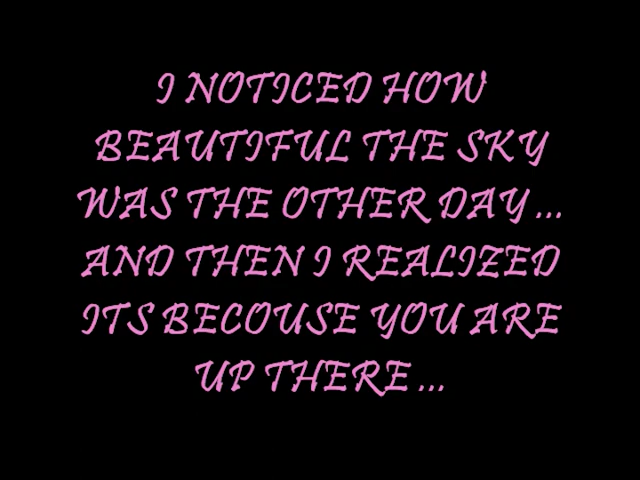 I NOTICED HOW
BEAUTIFUL THE SKY
WAS THE OTHER DAY...
AND THEN I REALIZED
ITS BECOUSE YOU ARE
UP THERE...